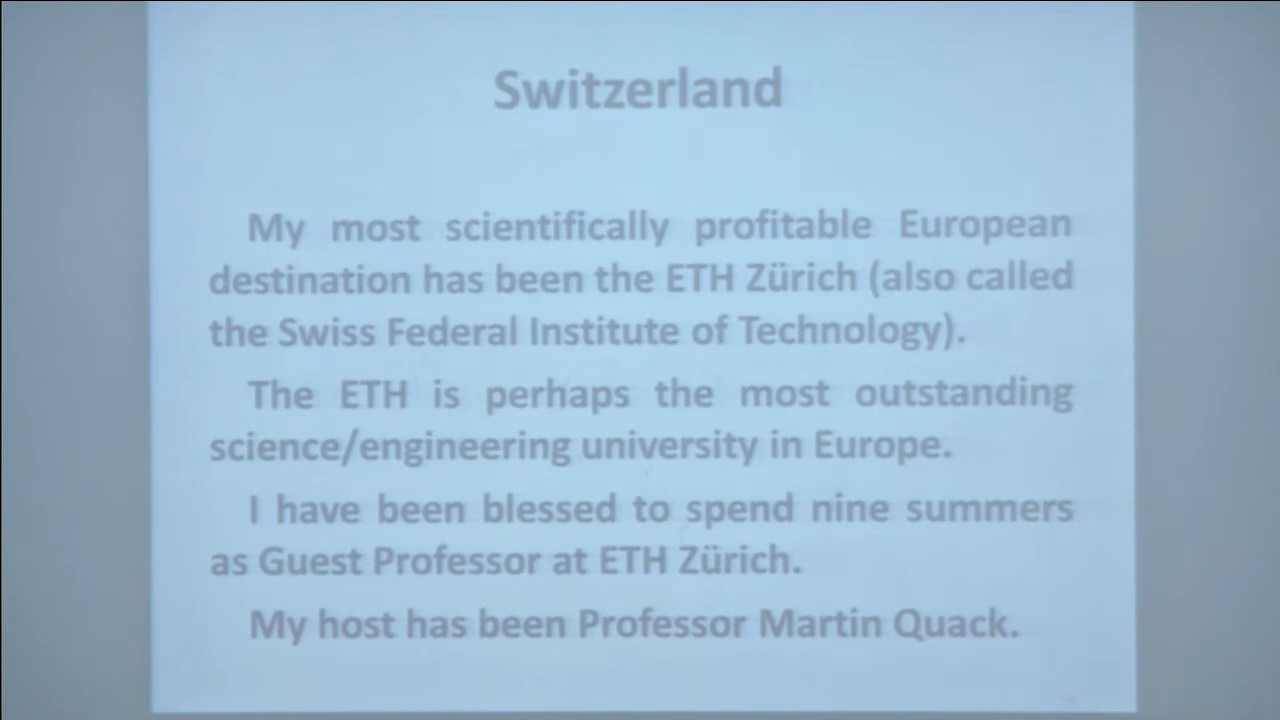 Switzerland
My most scientifically profitable European
destination has been the ETH Zürich (also called
the Swiss Federal Institute of Technology).
The ETH is perhaps the most outstanding
science/engineering university in Europe.
I have been blessed to spend nine summers
as Guest Professor at ETH Zürich.
My host has been Professor Martin Quack.